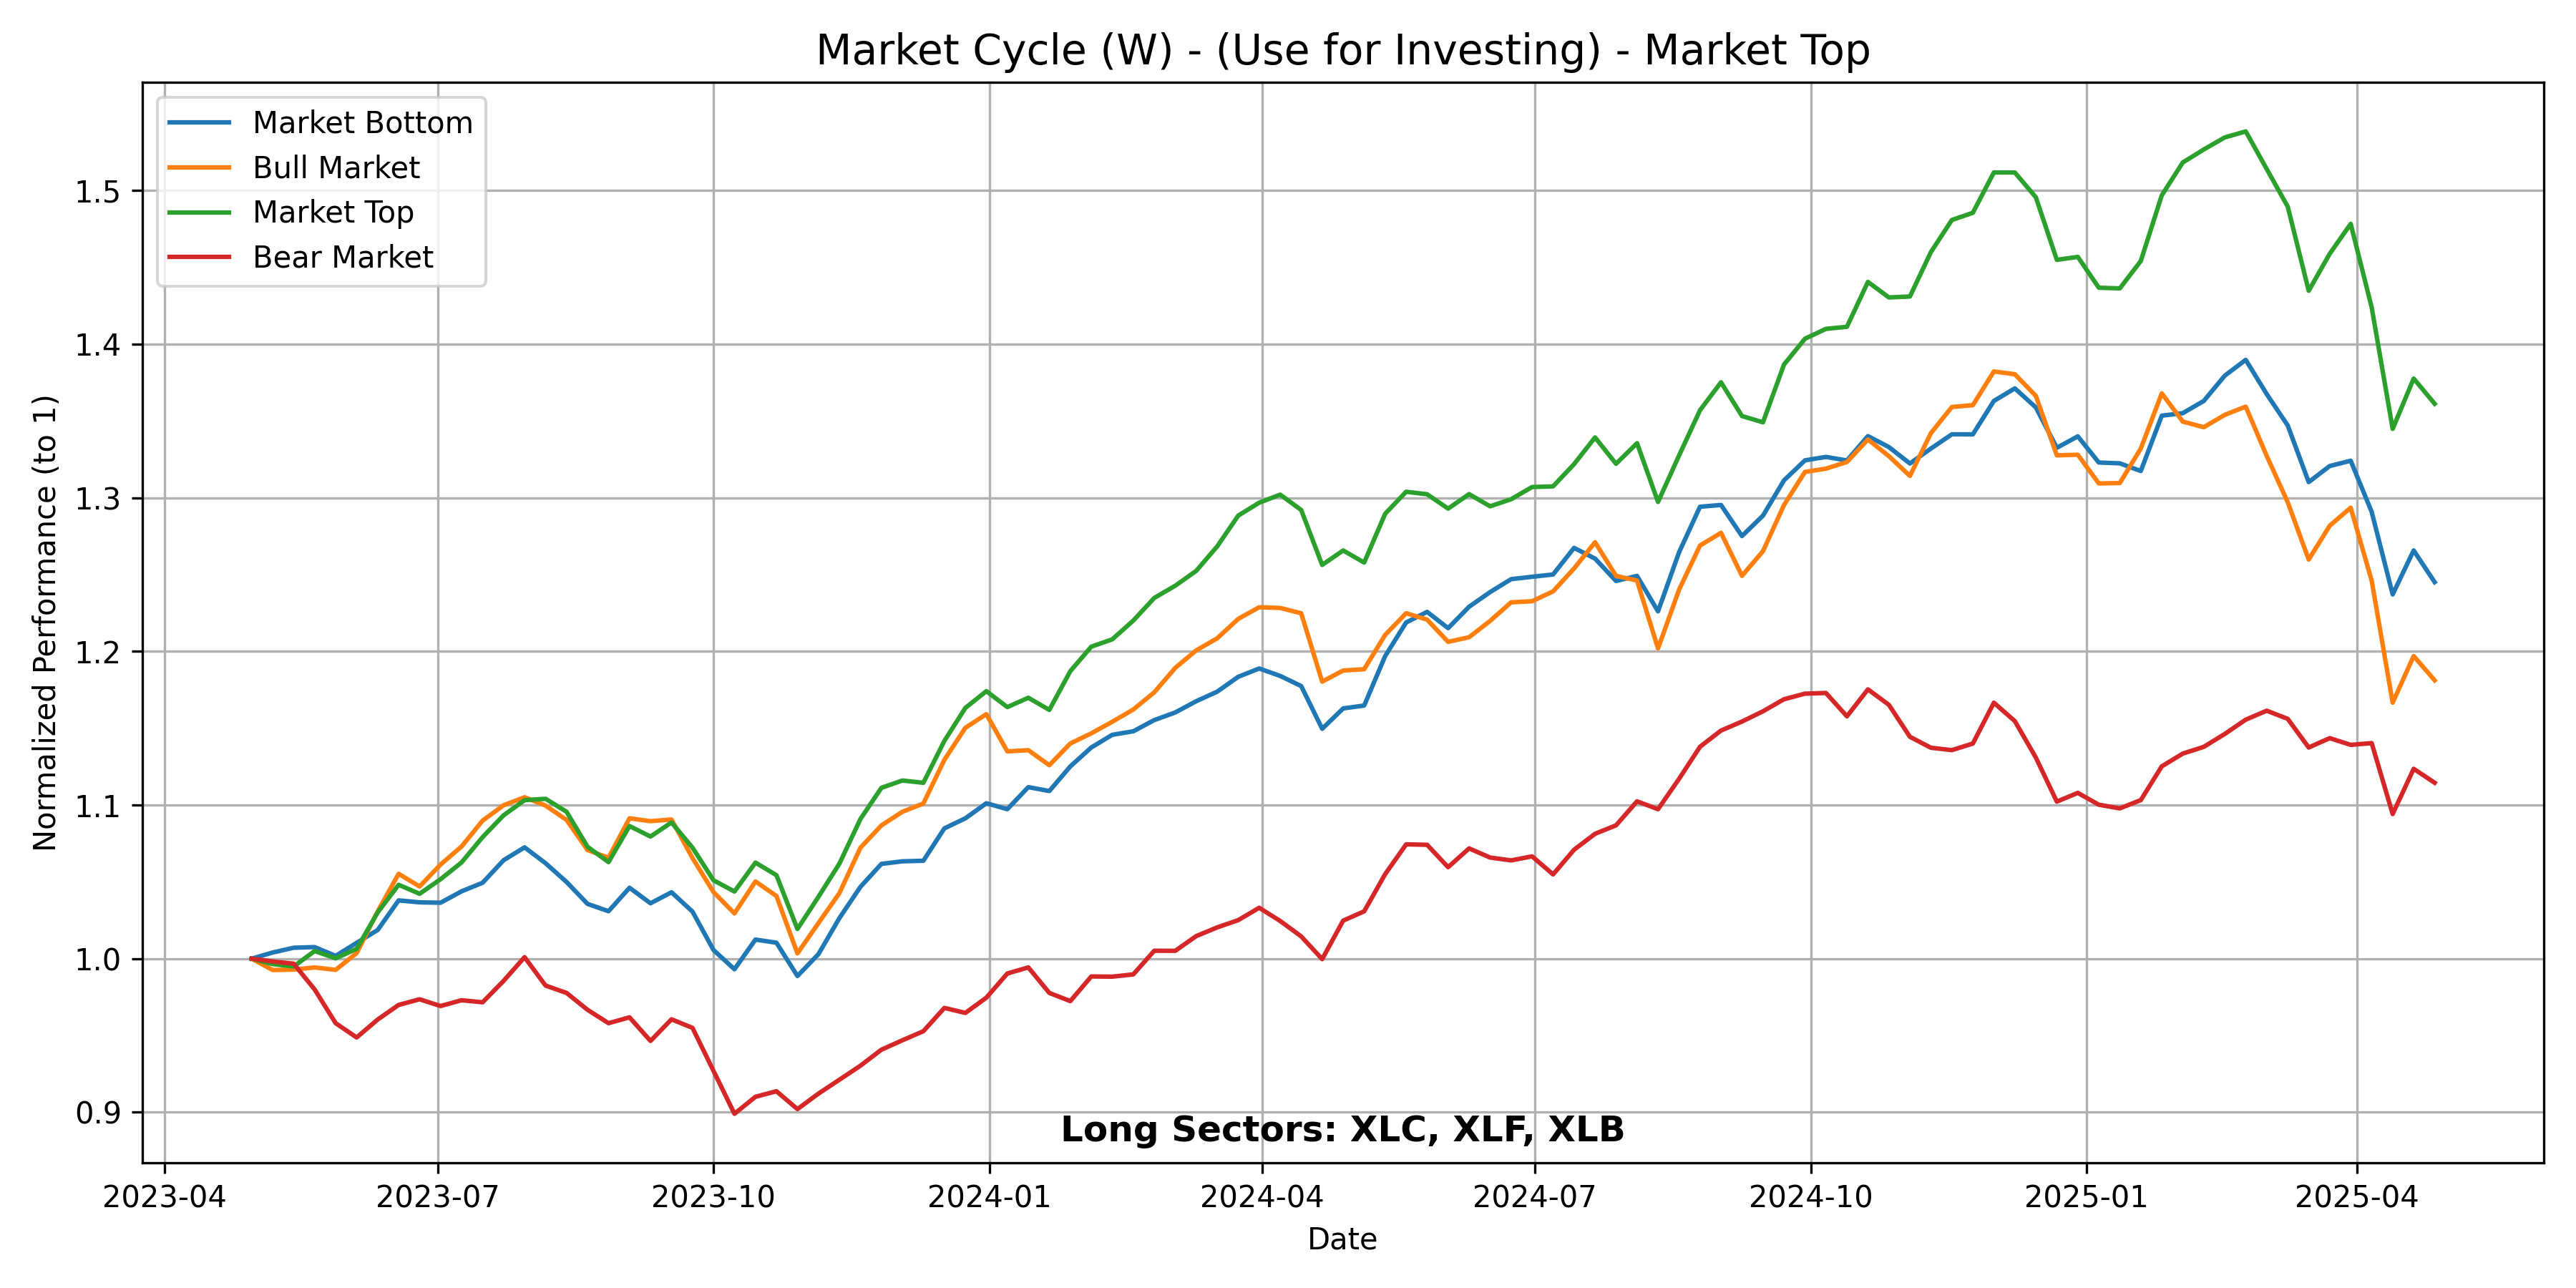 Market Cycle (W) - (Use for Investing) - Market Top
Market Bottom
Bull Market
Market Top
Bear Market
Normalized Performance (to 1)
1.5
1.4
1.3
1.2
1.1
1.0
0.9
Long Sectors: XLC, XLF, XLB
2023-04 2023-07 2023-10 2024-01 2024-04 2024-07 2024-10 2025-01 2025-04
Date